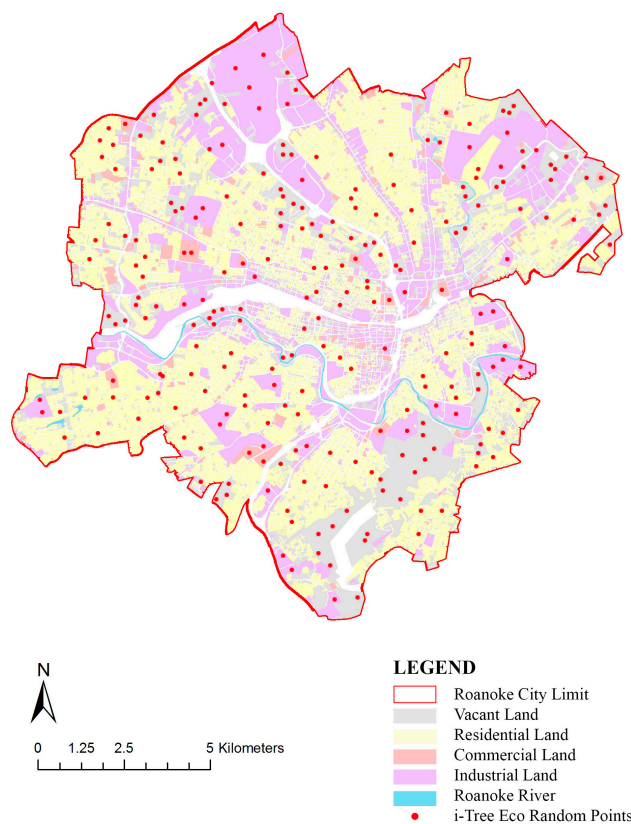 N
0 1.25 2.5 5 Kilometers
LEGEND
Roanoke City Limit
Vacant Land
Residential Land
Commercial Land
Industrial Land
Roanoke River
i-Tree Eco Random Points